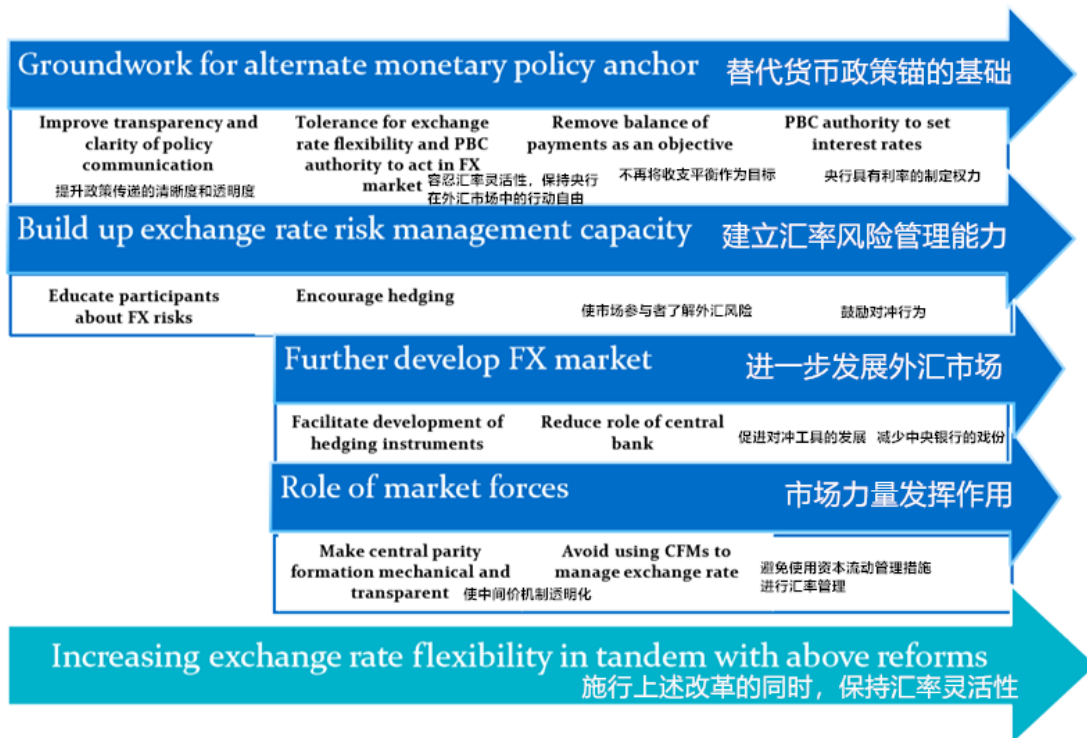 Groundwork for alternate monetary policy anchor 替代货币政策锚的基础
Improve transparency and
clarity of policy
communication
提升政策传递的清晰度和透明度
Tolerance for exchange
rate flexibility and PBC
authority to act in FX
market
容忍汇率灵活性，保持央行
在外汇市场中的行动自由
Remove balance of
payments as an objective
不再将收支平衡作为目标
PBC authority to set
interest rates
央行具有利率的制定权力
Build up exchange rate risk management capacity 建立汇率风险管理能力
Educate participants
about FX risks
Encourage hedging
使市场参与者了解外汇风险
鼓励对冲行为
Further develop FX market 进一步发展外汇市场
Facilitate development of
hedging instruments
Reduce role of central
bank
促进对冲工具的发展 减少中央银行的戏份
Role of market forces 市场力量发挥作用
Make central parity
formation mechanical and
transparent
使中间价机制透明化
Avoid using CFMs to
manage exchange rate
避免使用资本流动管理措施
进行汇率管理
Increasing exchange rate flexibility in tandem with above reforms
施行上述改革的同时，保持汇率灵活性